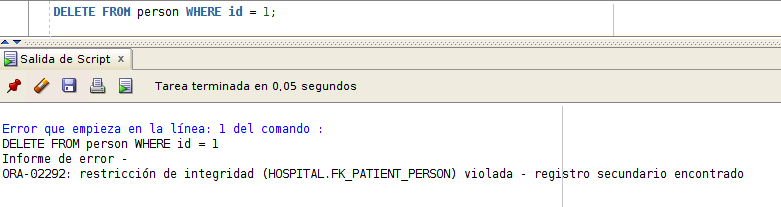 DELETE FROM person WHERE id = 1;
Salida de Script x
Tarea terminada en 0,05 segundos
Error que empieza en la línea: 1 del comando :
DELETE FROM person WHERE id = 1
Informe de error -
ORA-02292: restricción de integridad (HOSPITAL.FK_PATIENT_PERSON) violada - registro secundario encontrado